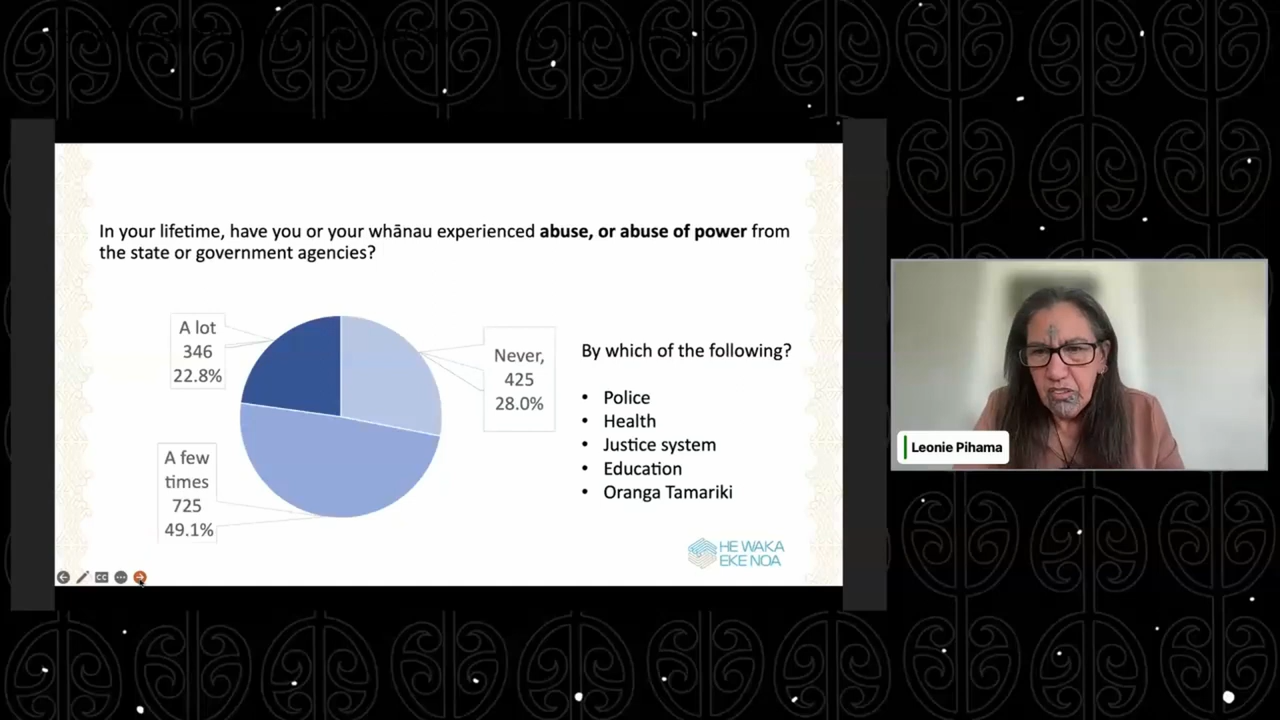 In your lifetime, have you or your whānau experienced abuse, or abuse of power from
the state or government agencies?
A lot
346
22.8%
Never,
425
28.0%
A few
times
725
49.1%
By which of the following?
• Police
• Health
• Justice system
• Education
• Oranga Tamariki
HE WAKA
EKE NOA
CC
Leonie Pihama